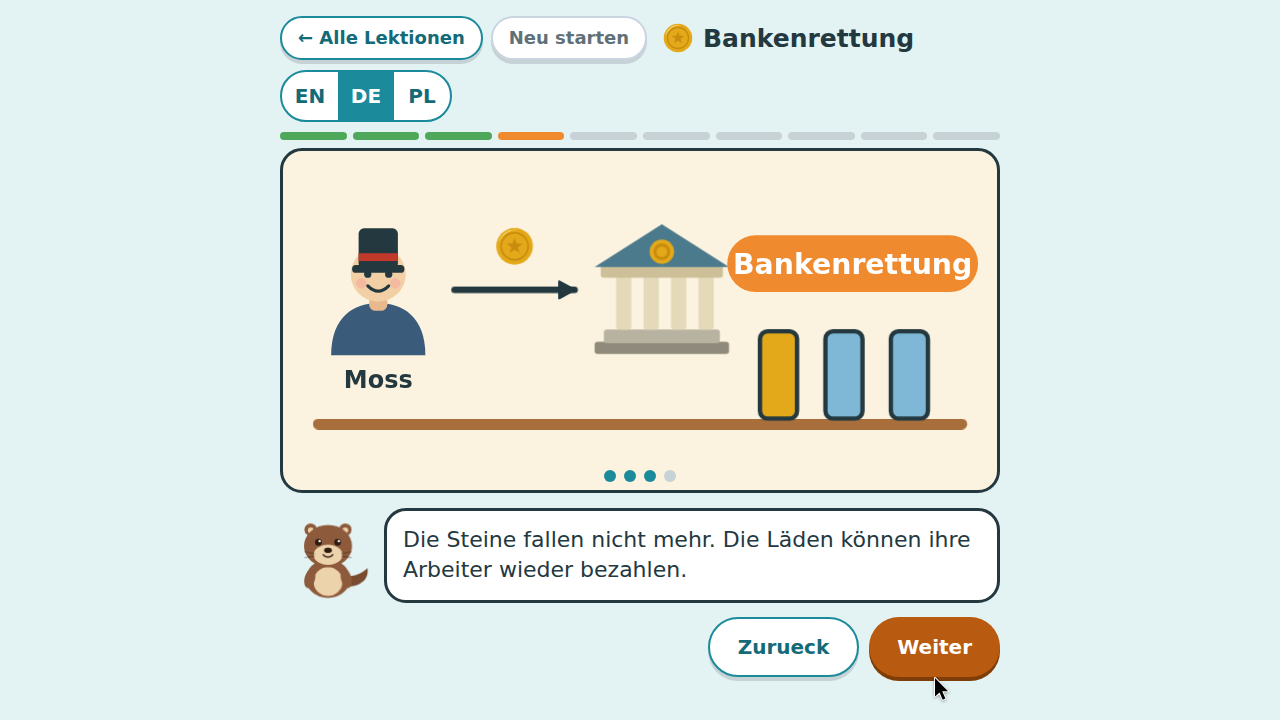 ← Alle Lektionen
Neu starten
Bankenrettung
EN DE PL
Bankenrettung
Moss
Die Steine fallen nicht mehr. Die Läden können ihre
Arbeiter wieder bezahlen.
Zurueck
Weiter